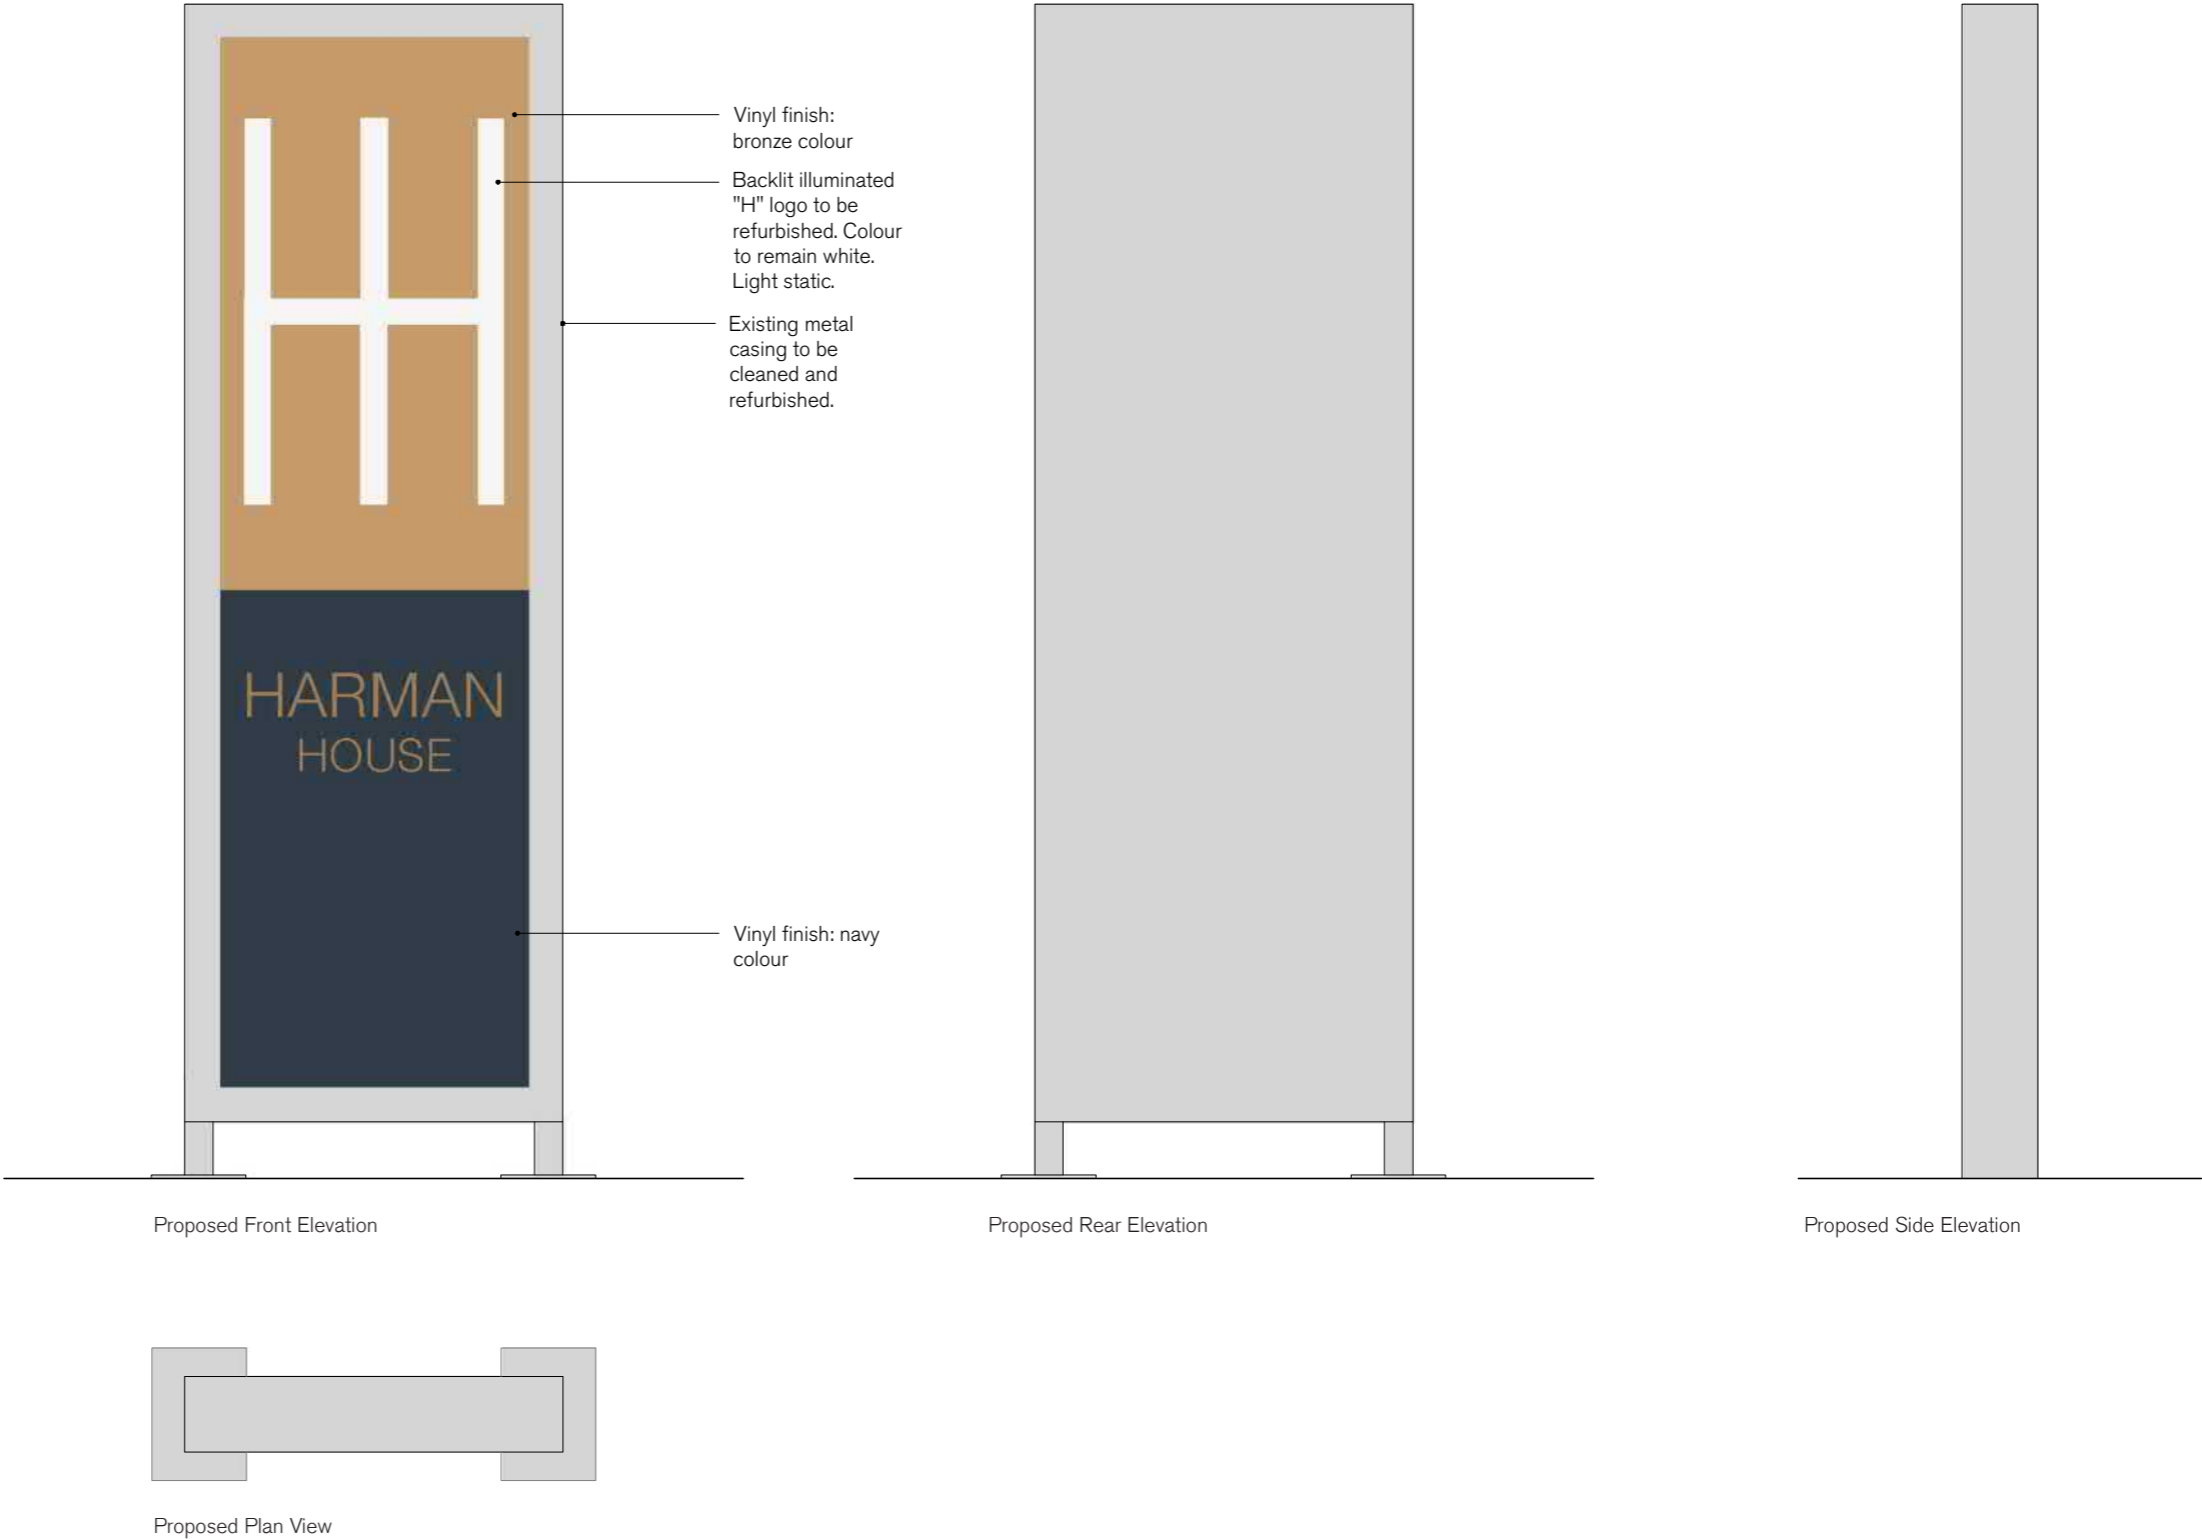 Vinyl finish:
bronze colour
Backlit illuminated
"H" logo to be
refurbished. Colour
to remain white.
Light static.
Existing metal
casing to be
cleaned and
refurbished.
HARMAN
HOUSE
Vinyl finish: navy
colour
Proposed Front Elevation
Proposed Rear Elevation
Proposed Side Elevation
Proposed Plan View